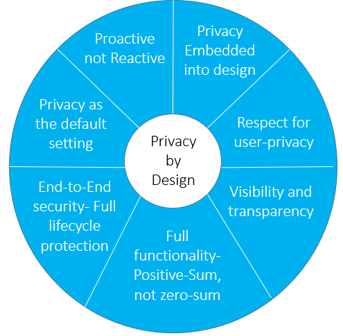 Proactive
not Reactive
Privacy
Embedded
into design
Privacy as
the default
setting
Respect for
user-privacy
Privacy
by
Design
End-to-End
security- Full
lifecycle
protection
Visibility and
transparency
Full
functionality-
Positive-Sum,
not zero-sum